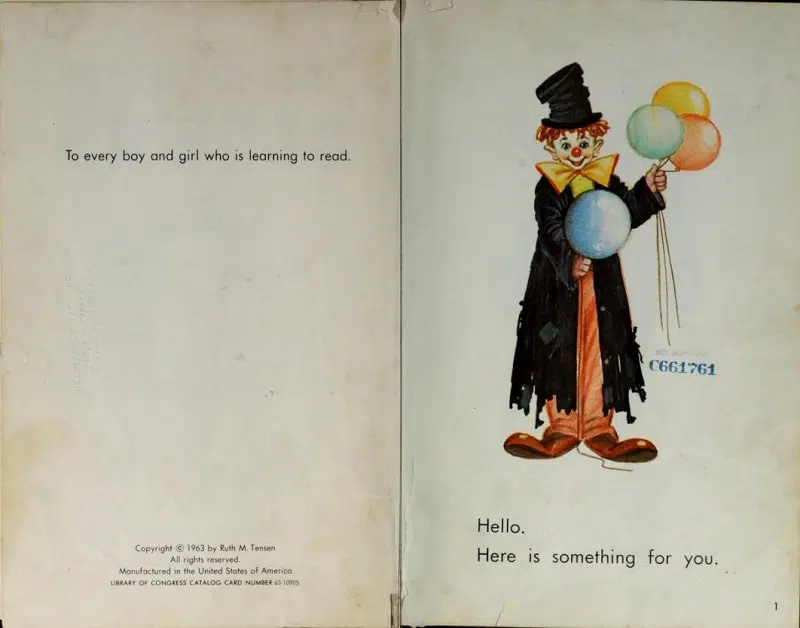 To every boy and girl who is learning to read.
Copyright © 1963 by Ruth M. Tensen
All rights reserved.
Manufactured in the United States of America
LIBRARY OF CONGRESS CATALOG CARD NUMBER 63-10905
C661761
Hello.
Here is something for you.
1